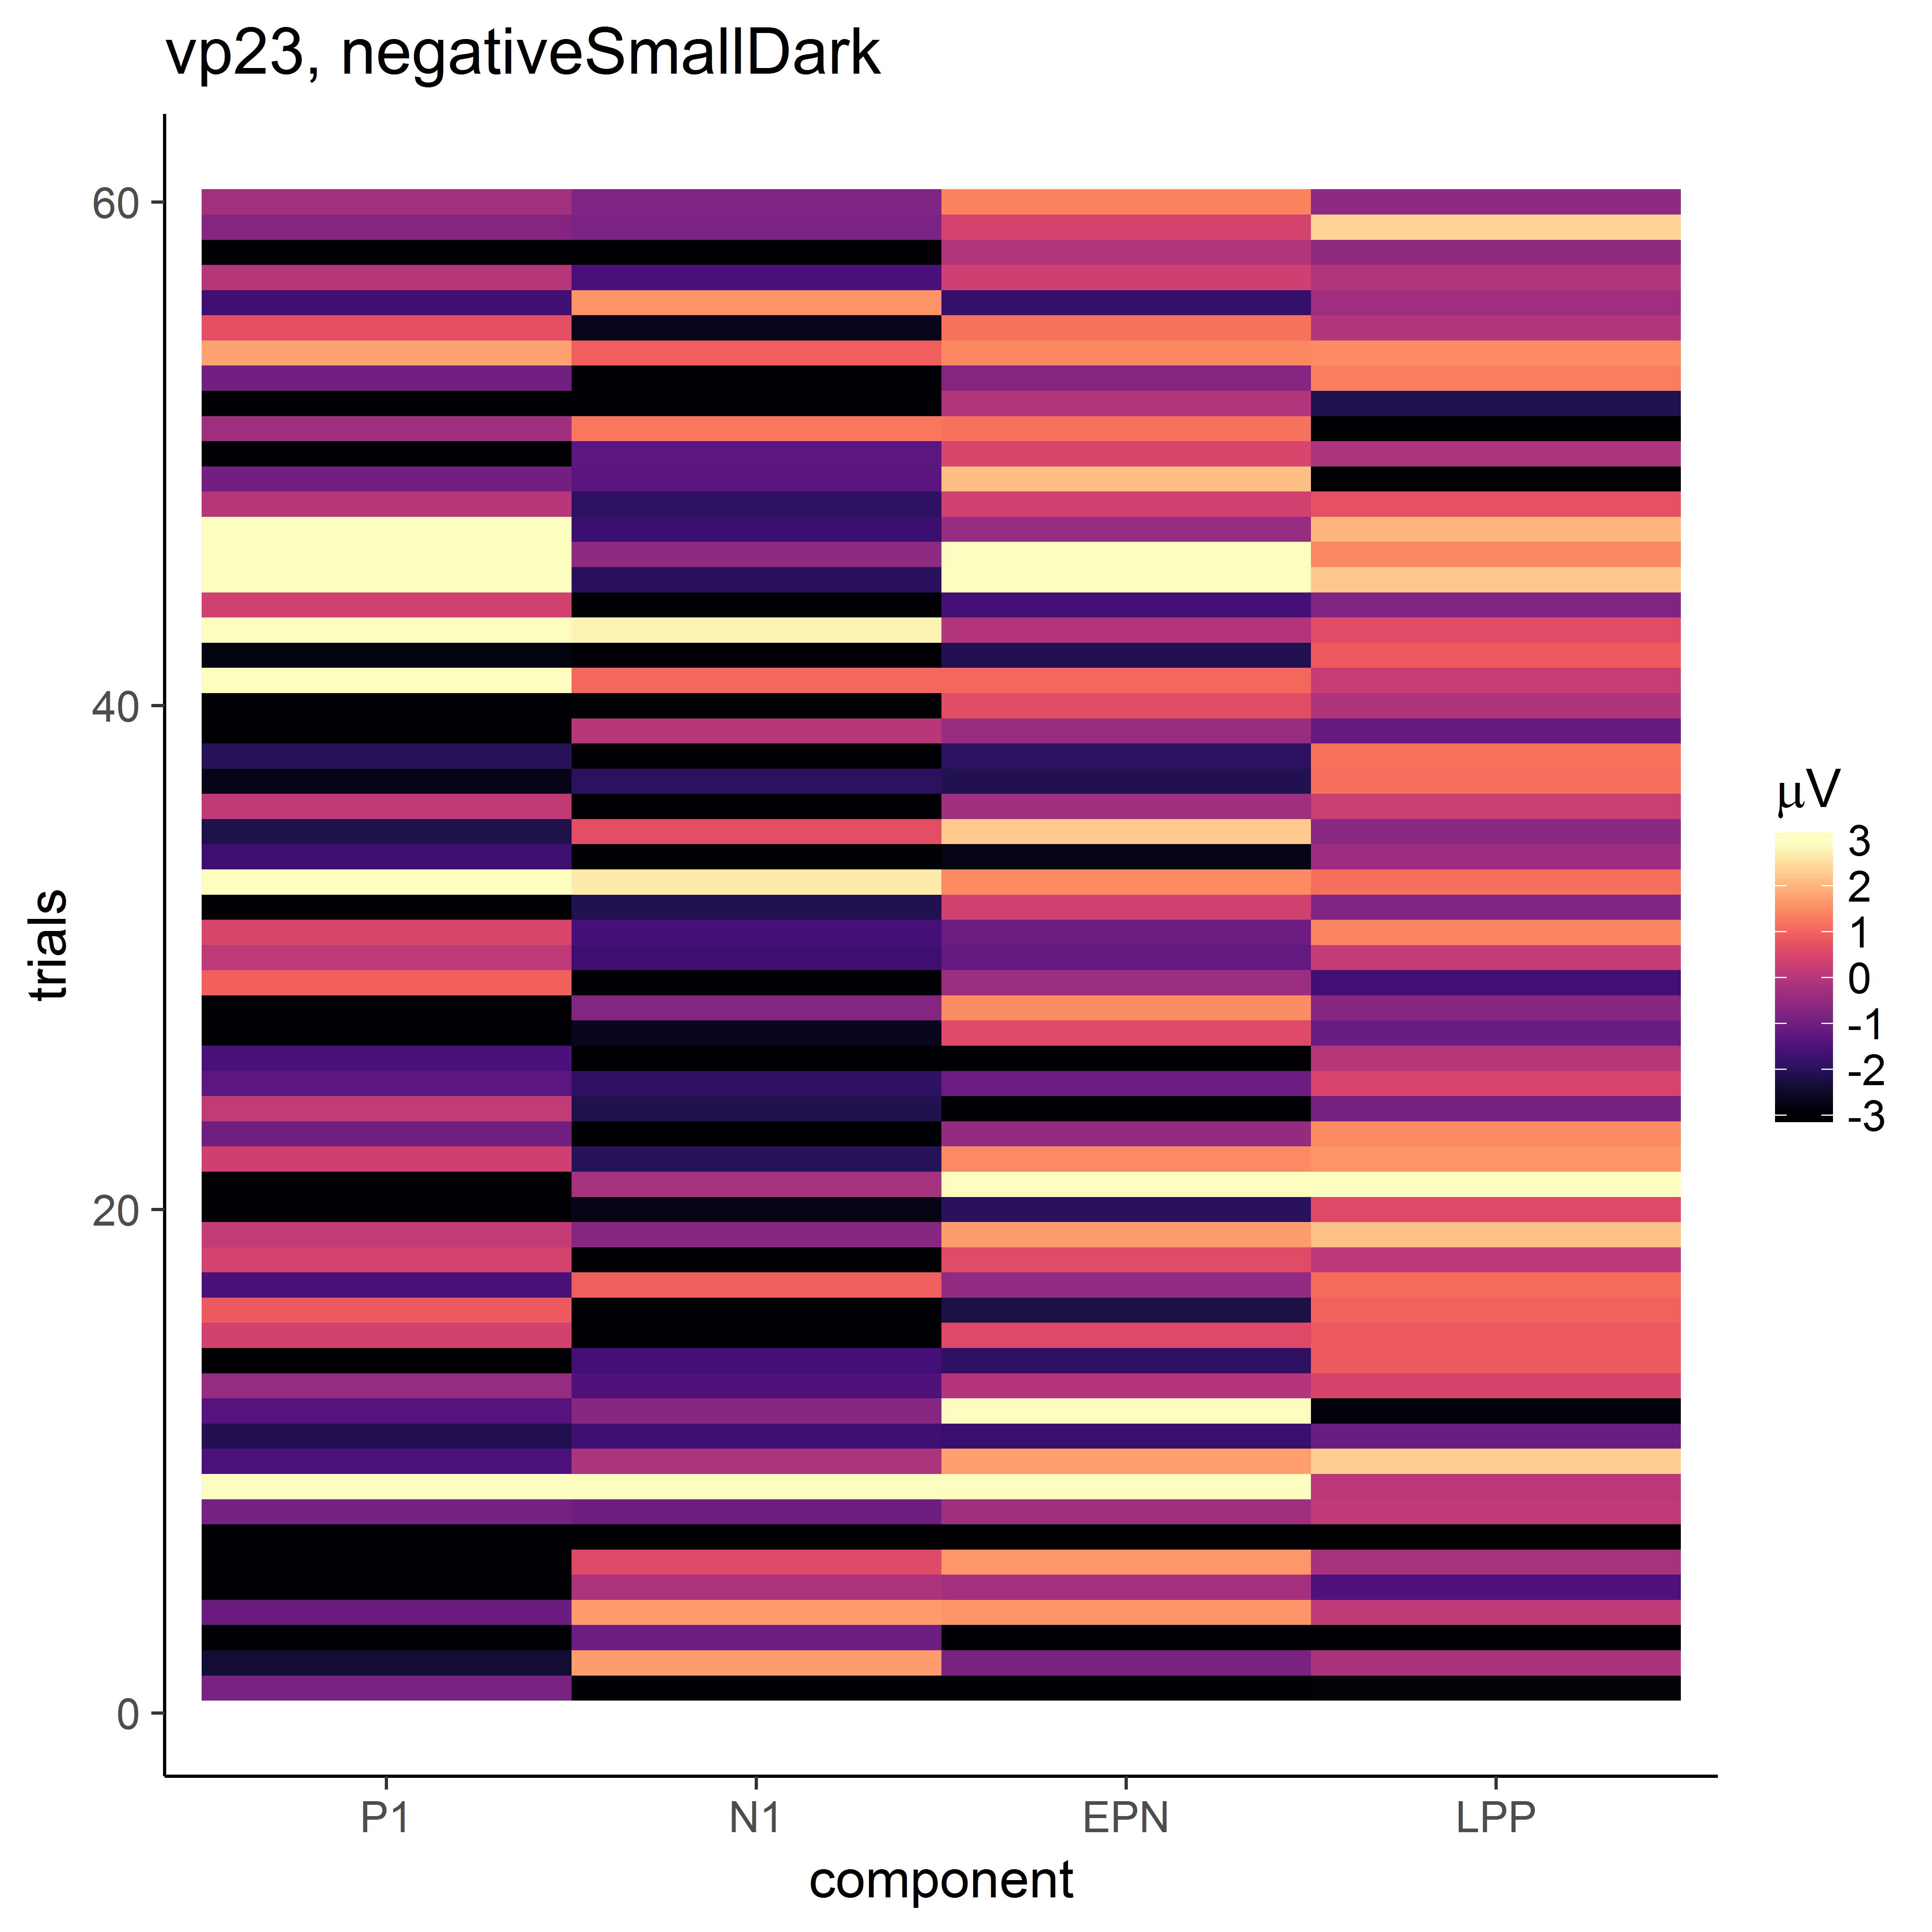 vp23, negativeSmallDark
60
40
20
0
trials
P1 N1 EPN LPP
component
μV
3
2
1
0
-1
-2
-3